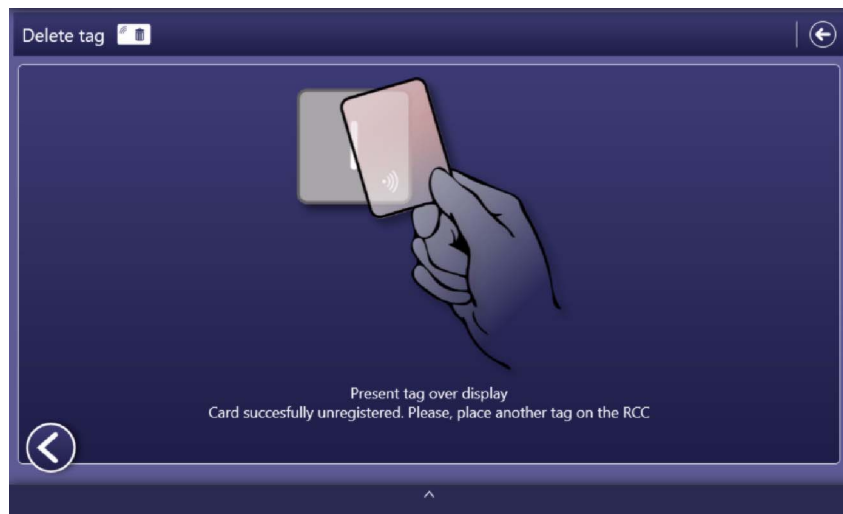 Delete tag
Present tag over display
Card succesfully unregistered. Please, place another tag on the RCC